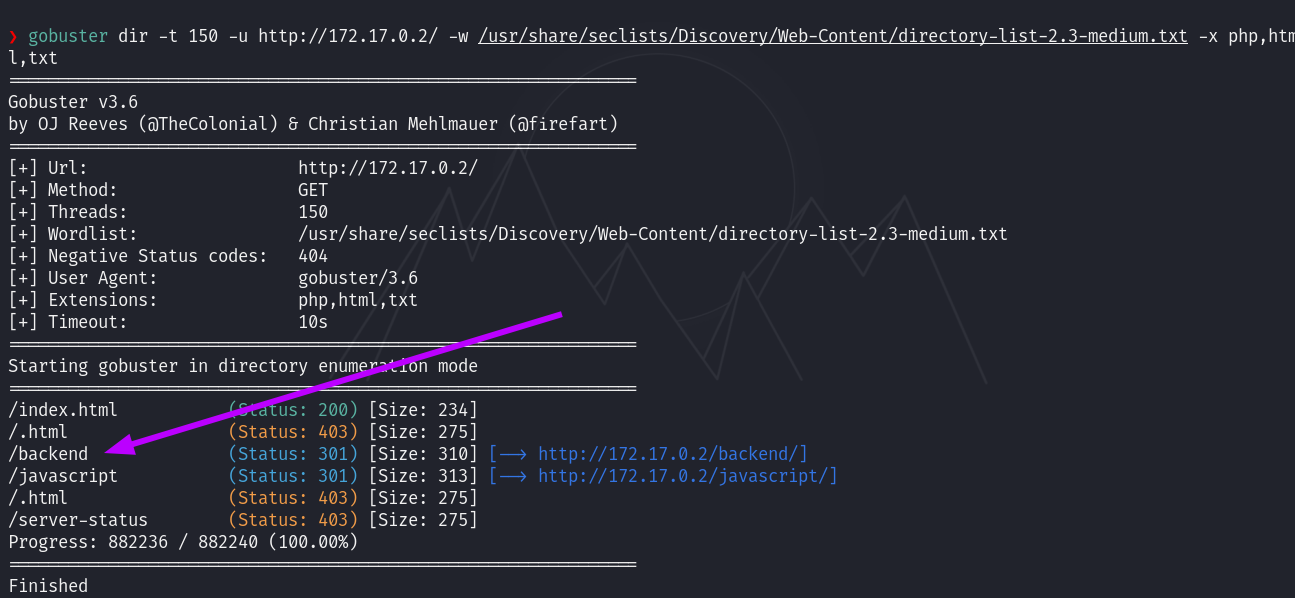 ❯ gobuster dir -t 150 -u http://172.17.0.2/ -w /usr/share/seclists/Discovery/Web-Content/directory-list-2.3-medium.txt -x php,htm
l,txt
===============================================================
Gobuster v3.6
by OJ Reeves (@TheColonial) & Christian Mehlmauer (@firefart)
===============================================================
[+] Url:                     http://172.17.0.2/
[+] Method:                  GET
[+] Threads:                 150
[+] Wordlist:                /usr/share/seclists/Discovery/Web-Content/directory-list-2.3-medium.txt
[+] Negative Status codes:   404
[+] User Agent:              gobuster/3.6
[+] Extensions:              php,html,txt
[+] Timeout:                 10s
===============================================================
Starting gobuster in directory enumeration mode
===============================================================
/index.html           (Status: 200) [Size: 234]
/.html                (Status: 403) [Size: 275]
/backend              (Status: 301) [Size: 310] [--> http://172.17.0.2/backend/]
/javascript           (Status: 301) [Size: 313] [--> http://172.17.0.2/javascript/]
/.html                (Status: 403) [Size: 275]
/server-status        (Status: 403) [Size: 275]
Progress: 882236 / 882240 (100.00%)
===============================================================
Finished